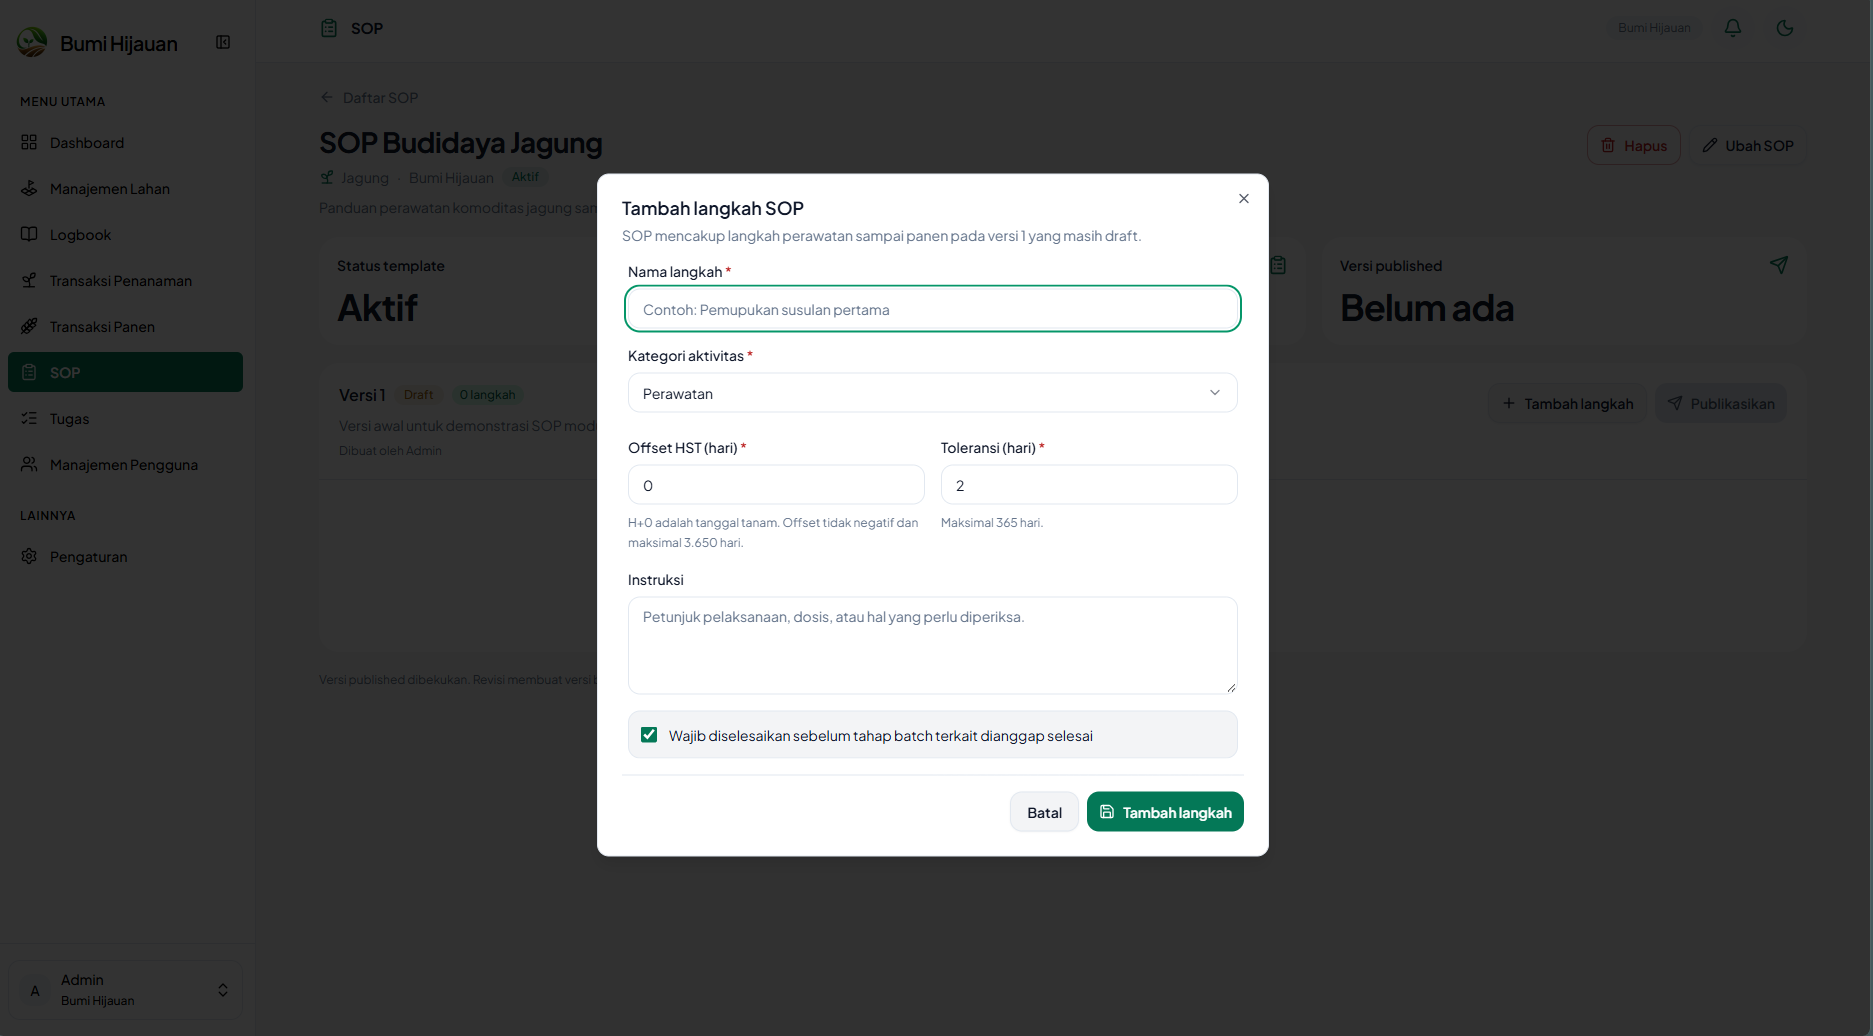 Bumi Hijauan
MENU UTAMA
Dashboard
Manajemen Lahan
Logbook
Transaksi Penanaman
Transaksi Panen
SOP
Tugas
Manajemen Pengguna
LAINNYA
Pengaturan
A
Admin
Bumi Hijauan
SOP
Bumi Hijauan
Daftar SOP
SOP Budidaya Jagung
Hapus
Ubah SOP
Jagung · Bumi Hijauan Aktif
Panduan perawatan komoditas jagung
Status template
Aktif
Versi published
Belum ada
Versi 1 Draft 0 langkah
Tambah langkah
Publikasikan
Versi awal untuk demonstrasi SOP
Dibuat oleh Admin
Versi published dibekukan. Revisi membuat versi
Tambah langkah SOP
SOP mencakup langkah perawatan sampai panen pada versi 1 yang masih draft.
Nama langkah *
Contoh: Pemupukan susulan pertama
Kategori aktivitas *
Perawatan
Offset HST (hari) *
0
H+0 adalah tanggal tanam. Offset tidak negatif dan
maksimal 3.650 hari.
Toleransi (hari) *
2
Maksimal 365 hari.
Instruksi
Petunjuk pelaksanaan, dosis, atau hal yang perlu diperiksa.
Wajib diselesaikan sebelum tahap batch terkait dianggap selesai
Batal
Tambah langkah